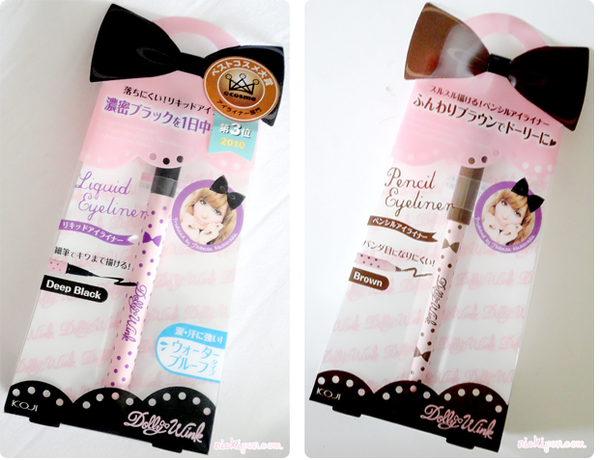 ベストコスメ大賞
@cosme
アイライナー部門
第3位
2010
落ちにくい!リキッドアイ
濃密ブラックを1日中
Liquid
Eyeliner
リキッドアイライナー
細筆でキワまで描ける!
Deep Black
Dolly Wink
涙・汗に強い!
ウォーター
プルーフタイプ
KOJI
Dolly Wink
スルスル描ける!ペンシルアイライナー
ふんわりブラウンでドーリーに♥
Pencil
Eyeliner
ペンシルアイライナー
パンダ目になりにくい!
Brown
Dolly Wink
KOJI
Dolly Wink